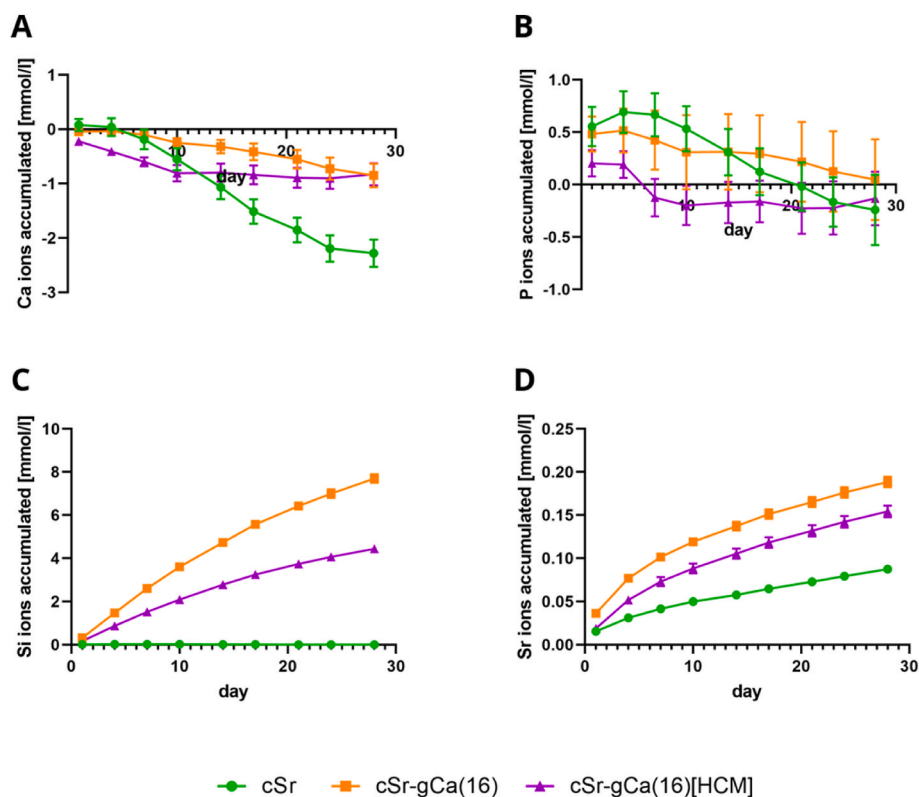 A
Ca ions accumulated [mmol/l]
1
0
-1
-2
-3
10
20
30
day
B
P ions accumulated [mmol/l]
1.0
0.5
0.0
-0.5
-1.0
10
20
30
day
C
Si ions accumulated [mmol/l]
10
8
6
4
2
0
0
10
20
30
day
D
Sr ions accumulated [mmol/l]
0.25
0.20
0.15
0.10
0.05
0.00
0
10
20
30
day
cSr
cSr-gCa(16)
cSr-gCa(16)[HCM]